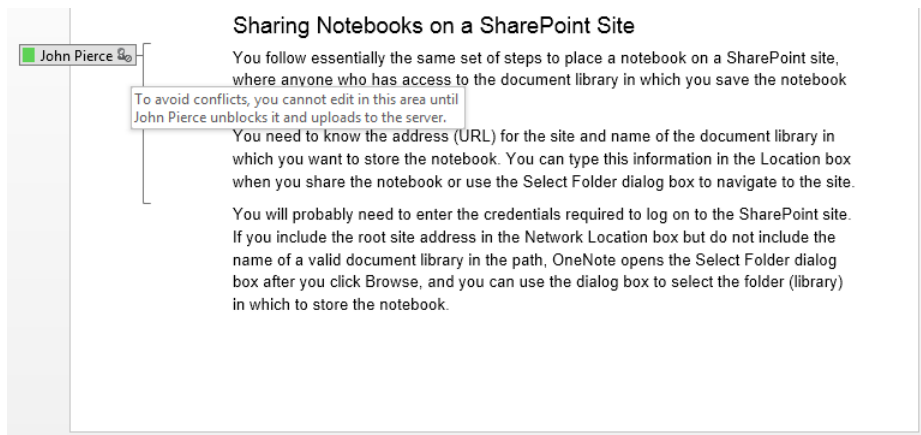 Sharing Notebooks on a SharePoint Site
John Pierce
You follow essentially the same set of steps to place a notebook on a SharePoint site,
where anyone who has access to the document library in which you save the notebook
To avoid conflicts, you cannot edit in this area until
John Pierce unblocks it and uploads to the server.
You need to know the address (URL) for the site and name of the document library in
which you want to store the notebook. You can type this information in the Location box
when you share the notebook or use the Select Folder dialog box to navigate to the site.
You will probably need to enter the credentials required to log on to the SharePoint site.
If you include the root site address in the Network Location box but do not include the
name of a valid document library in the path, OneNote opens the Select Folder dialog
box after you click Browse, and you can use the dialog box to select the folder (library)
in which to store the notebook.